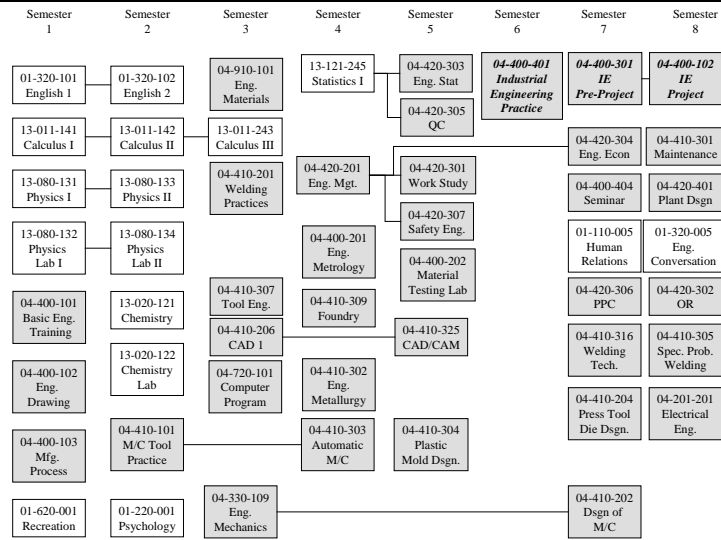 Semester
1
Semester
2
Semester
3
Semester
4
Semester
5
Semester
6
Semester
7
Semester
8
01-320-101
English 1
13-011-141
Calculus I
13-080-131
Physics I
13-080-132
Physics
Lab I
04-400-101
Basic Eng.
Training
04-400-102
Eng.
Drawing
04-400-103
Mfg.
Process
01-620-001
Recreation
01-320-102
English 2
13-011-142
Calculus II
13-080-133
Physics II
13-080-134
Physics
Lab II
13-020-121
Chemistry
13-020-122
Chemistry
Lab
04-410-101
M/C Tool
Practice
01-220-001
Psychology
04-910-101
Eng.
Materials
13-011-243
Calculus III
04-410-201
Welding
Practices
04-410-307
Tool Eng.
04-410-206
CAD 1
04-720-101
Computer
Program
04-330-109
Eng.
Mechanics
13-121-245
Statistics I
04-420-201
Eng. Mgt.
04-400-201
Eng.
Metrology
04-410-309
Foundry
04-410-302
Eng.
Metallurgy
04-410-303
Automatic
M/C
04-420-303
Eng. Stat
04-420-305
QC
04-420-301
Work Study
04-420-307
Safety Eng.
04-400-202
Material
Testing Lab
04-410-325
CAD/CAM
04-410-304
Plastic
Mold Dsgn.
04-400-401
Industrial
Engineering
Practice
04-400-301
IE
Pre-Project
04-420-304
Eng. Econ
04-400-404
Seminar
01-110-005
Human
Relations
04-420-306
PPC
04-410-316
Welding
Tech.
04-410-204
Press Tool
Die Dsgn.
04-410-202
Dsgn of
M/C
04-400-102
IE
Project
04-410-301
Maintenance
04-420-401
Plant Dsgn
01-320-005
Eng.
Conversation
04-420-302
OR
04-410-305
Spec. Prob.
Welding
04-201-201
Electrical
Eng.